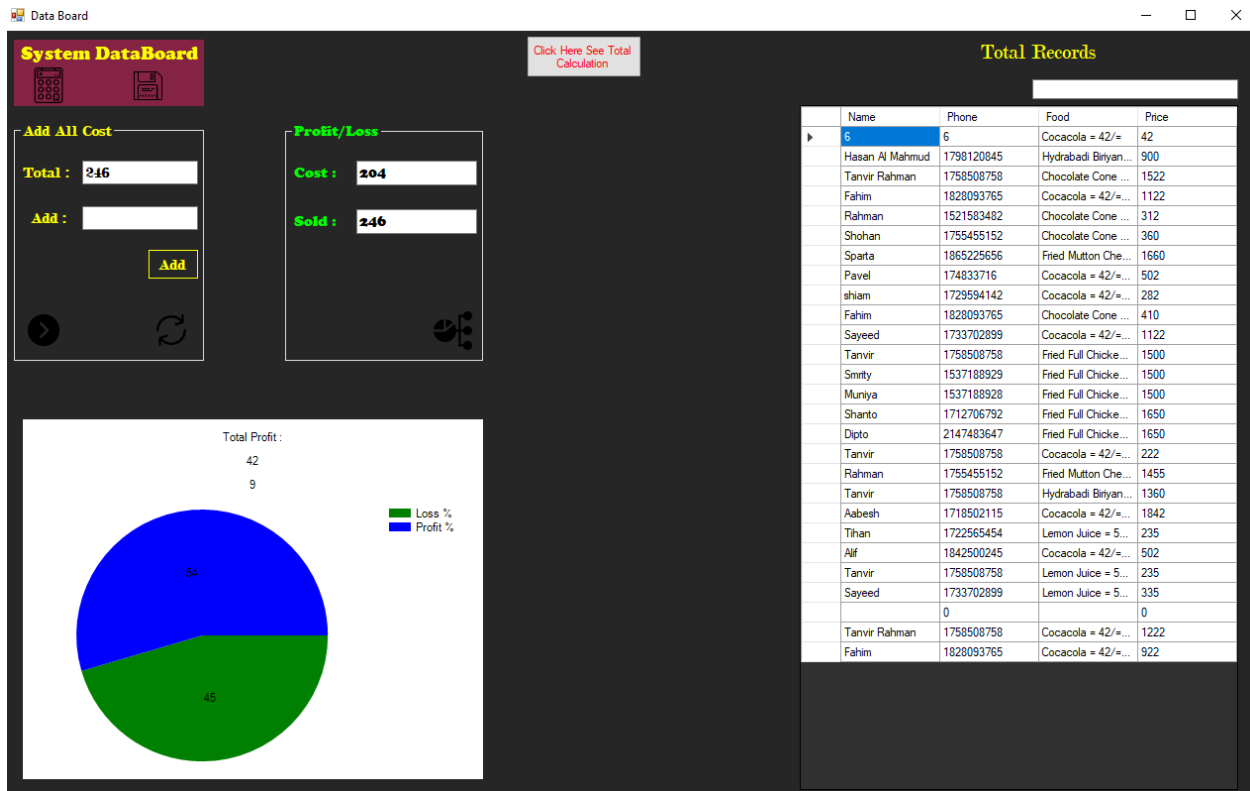 Data Board
System DataBoard
Click Here See Total
Calculation
Total Records
Add All Cost
Total : 246
Add :
Add
Profit/Loss
Cost : 204
Sold : 246
Total Profit :
42
9
Loss %
Profit %
54
45
Name Phone Food Price
6 6 Cocacola = 42/= 42
Hasan Al Mahmud 1798120845 Hydrabadi Biriyan... 900
Tanvir Rahman 1758508758 Chocolate Cone ... 1522
Fahim 1828093765 Cocacola = 42/=... 1122
Rahman 1521583482 Chocolate Cone ... 312
Shohan 1755455152 Chocolate Cone ... 360
Sparta 1865225656 Fried Mutton Che... 1660
Pavel 174833716 Cocacola = 42/=... 502
shiam 1729594142 Cocacola = 42/=... 282
Fahim 1828093765 Chocolate Cone ... 410
Sayeed 1733702899 Cocacola = 42/=... 1122
Tanvir 1758508758 Fried Full Chicke... 1500
Smrity 1537188929 Fried Full Chicke... 1500
Muniya 1537188928 Fried Full Chicke... 1500
Shanto 1712706792 Fried Full Chicke... 1650
Dipto 2147483647 Fried Full Chicke... 1650
Tanvir 1758508758 Cocacola = 42/=... 222
Rahman 1755455152 Fried Mutton Che... 1455
Tanvir 1758508758 Hydrabadi Biriyan... 1360
Aabesh 1718502115 Cocacola = 42/=... 1842
Tihan 1722565454 Lemon Juice = 5... 235
Alif 1842500245 Cocacola = 42/=... 502
Tanvir 1758508758 Lemon Juice = 5... 235
Sayeed 1733702899 Lemon Juice = 5... 335
0 0
Tanvir Rahman 1758508758 Cocacola = 42/=... 1222
Fahim 1828093765 Cocacola = 42/=... 922